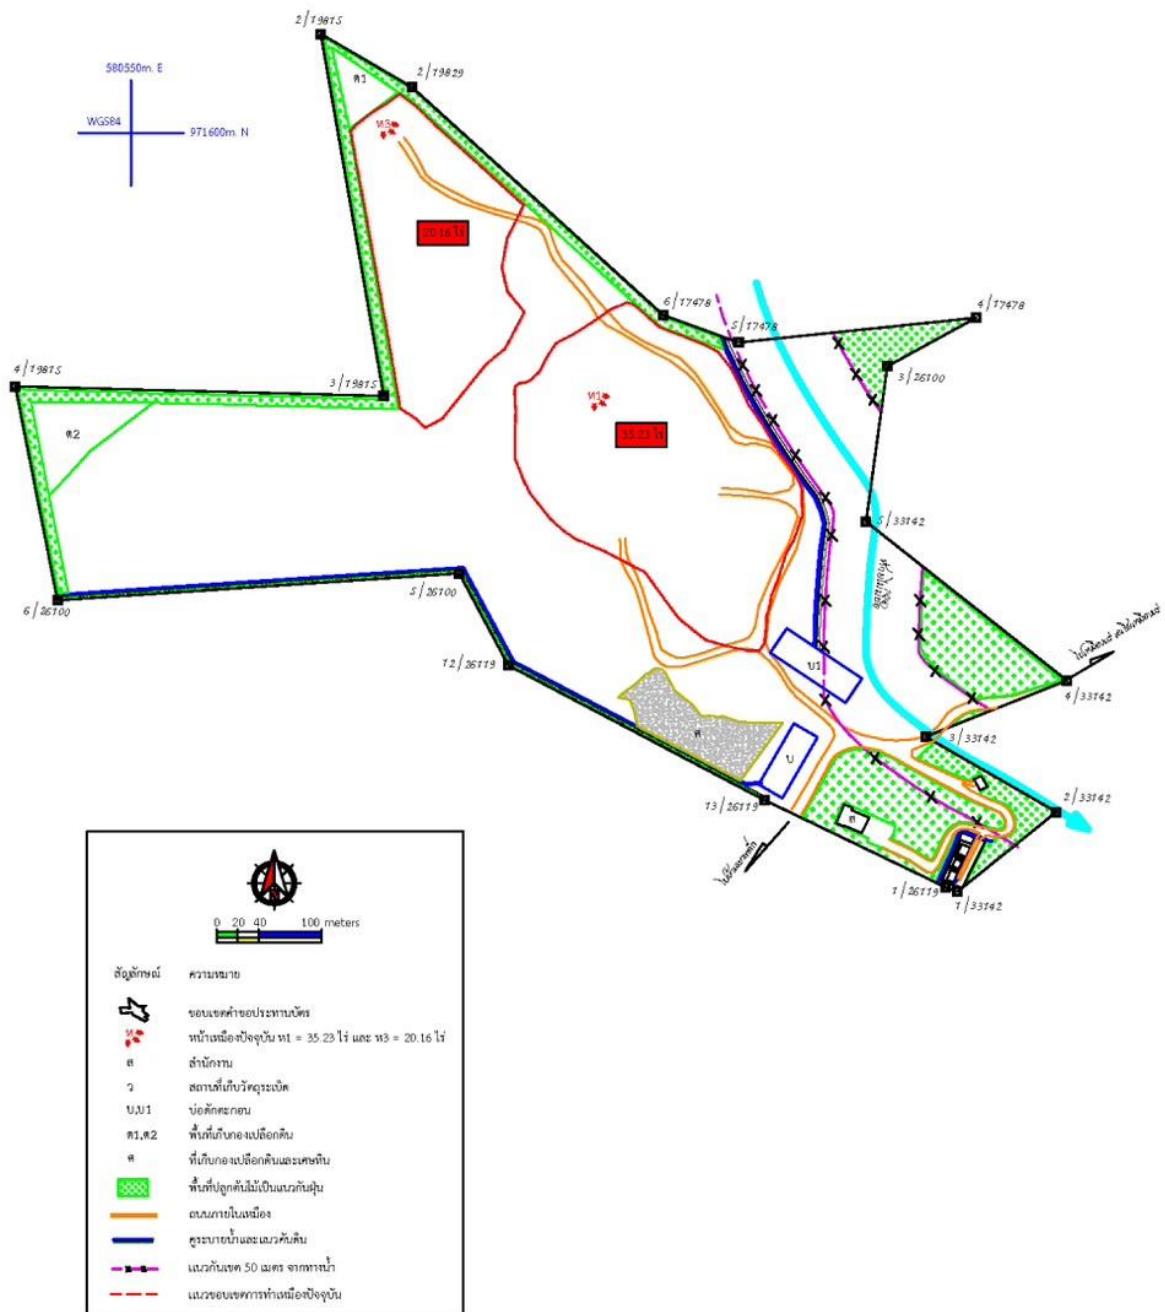 2/19815
2/19829
580550m. E
WGS84
971600m. N
ต1
ห3
20.16 ไร่
6/17478
5/17478
4/17478
3/26100
4/19815
3/19815
ต2
ห1
35.23 ไร่
5/33142
6/26100
5/26100
12/26119
บ1
4/33142
ศ
บ
3/33142
13/26119
ส
2/33142
1/26119
1/33142
N
0 20 40 100 meters
สัญลักษณ์ ความหมาย
ขอบเขตคำขอประทานบัตร
ห หน้าเหมืองปัจจุบัน ห1 = 35.23 ไร่ และ ห3 = 20.16 ไร่
ส สำนักงาน
ว สถานที่เก็บวัตถุระเบิด
บ,บ1 บ่อดักตะกอน
ต1,ต2 พื้นที่เก็บกองเปลือกดิน
ศ ที่เก็บกองเปลือกดินและเศษหิน
พื้นที่ปลูกต้นไม้เป็นแนวกันฝุ่น
ถนนภายในเหมือง
คูระบายน้ำและแนวคันดิน
แนวกันเขต 50 เมตร จากทางน้ำ
แนวขอบเขตการทำเหมืองปัจจุบัน